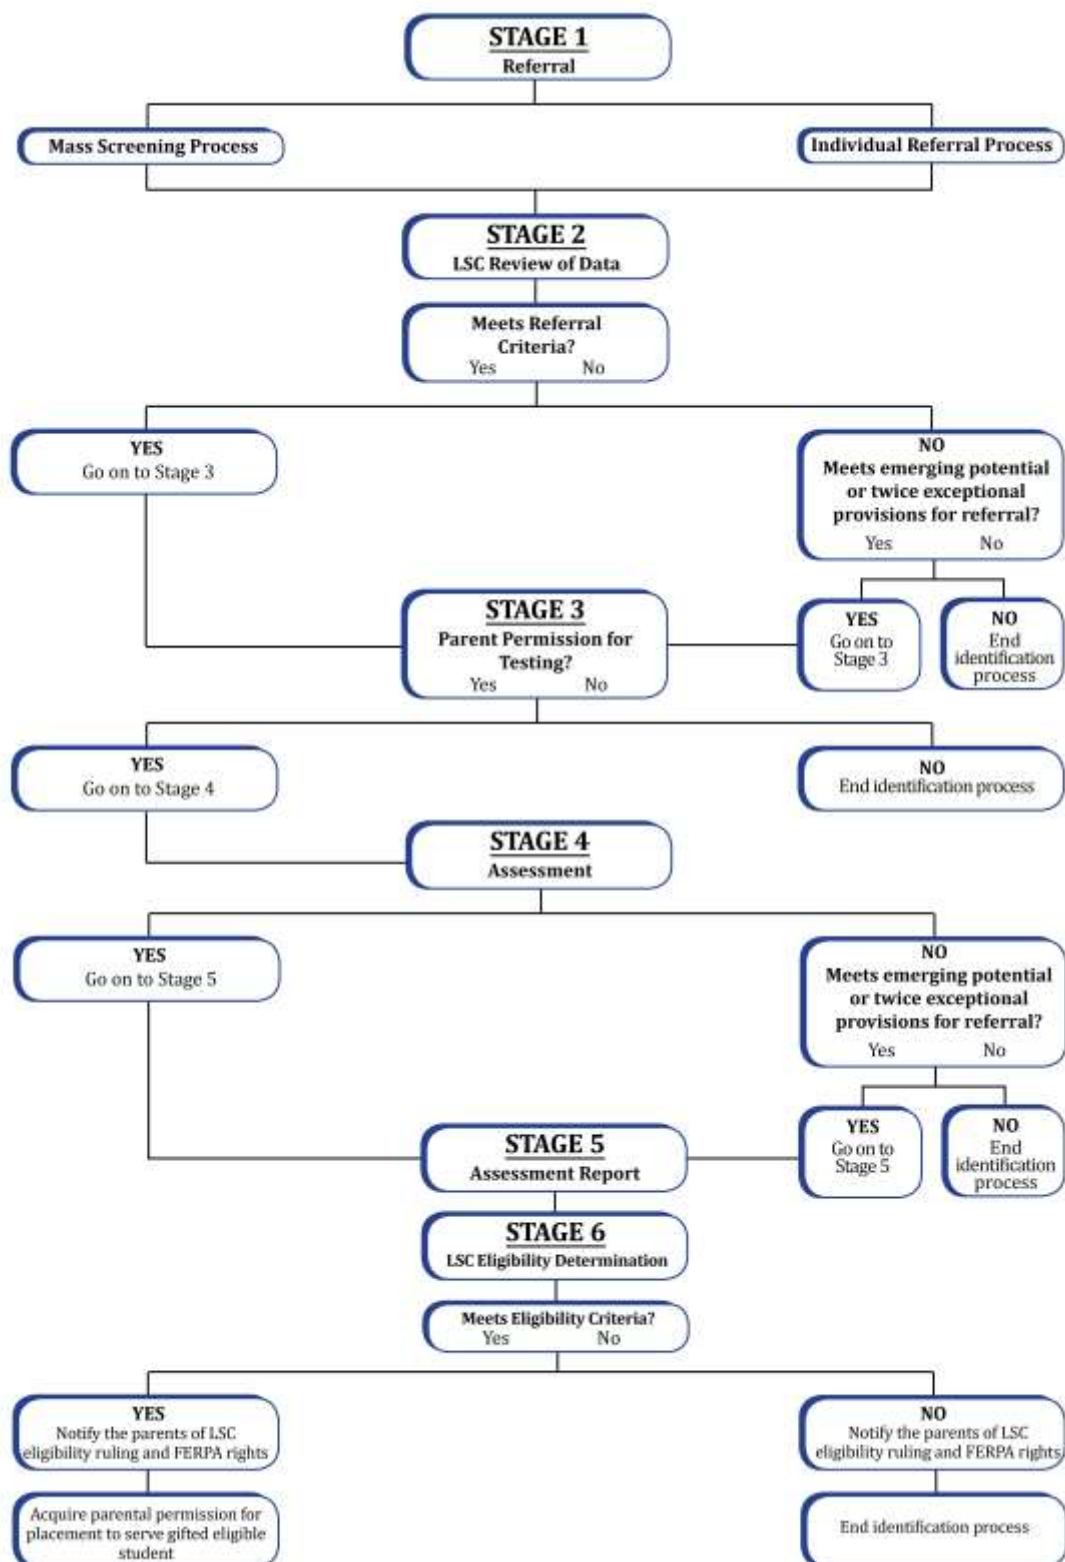 STAGE 1
Referral
Mass Screening Process
Individual Referral Process
STAGE 2
LSC Review of Data
Meets Referral
Criteria?
Yes No
YES
Go on to Stage 3
NO
Meets emerging potential
or twice exceptional
provisions for referral?
Yes No
YES
Go on to
Stage 3
NO
End
identification
process
STAGE 3
Parent Permission for
Testing?
Yes No
YES
Go on to Stage 4
NO
End identification process
STAGE 4
Assessment
YES
Go on to Stage 5
NO
Meets emerging potential
or twice exceptional
provisions for referral?
Yes No
YES
Go on to
Stage 5
NO
End
identification
process
STAGE 5
Assessment Report
STAGE 6
LSC Eligibility Determination
Meets Eligibility Criteria?
Yes No
YES
Notify the parents of LSC
eligibility ruling and FERPA rights
NO
Notify the parents of LSC
eligibility ruling and FERPA rights
Acquire parental permission for
placement to serve gifted eligible
student
End identification process